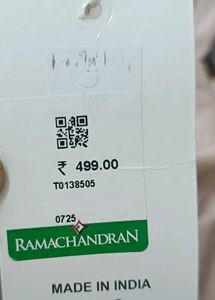 ₹ 499.00
T0138505
0725
RAMACHANDRAN
MADE IN INDIA